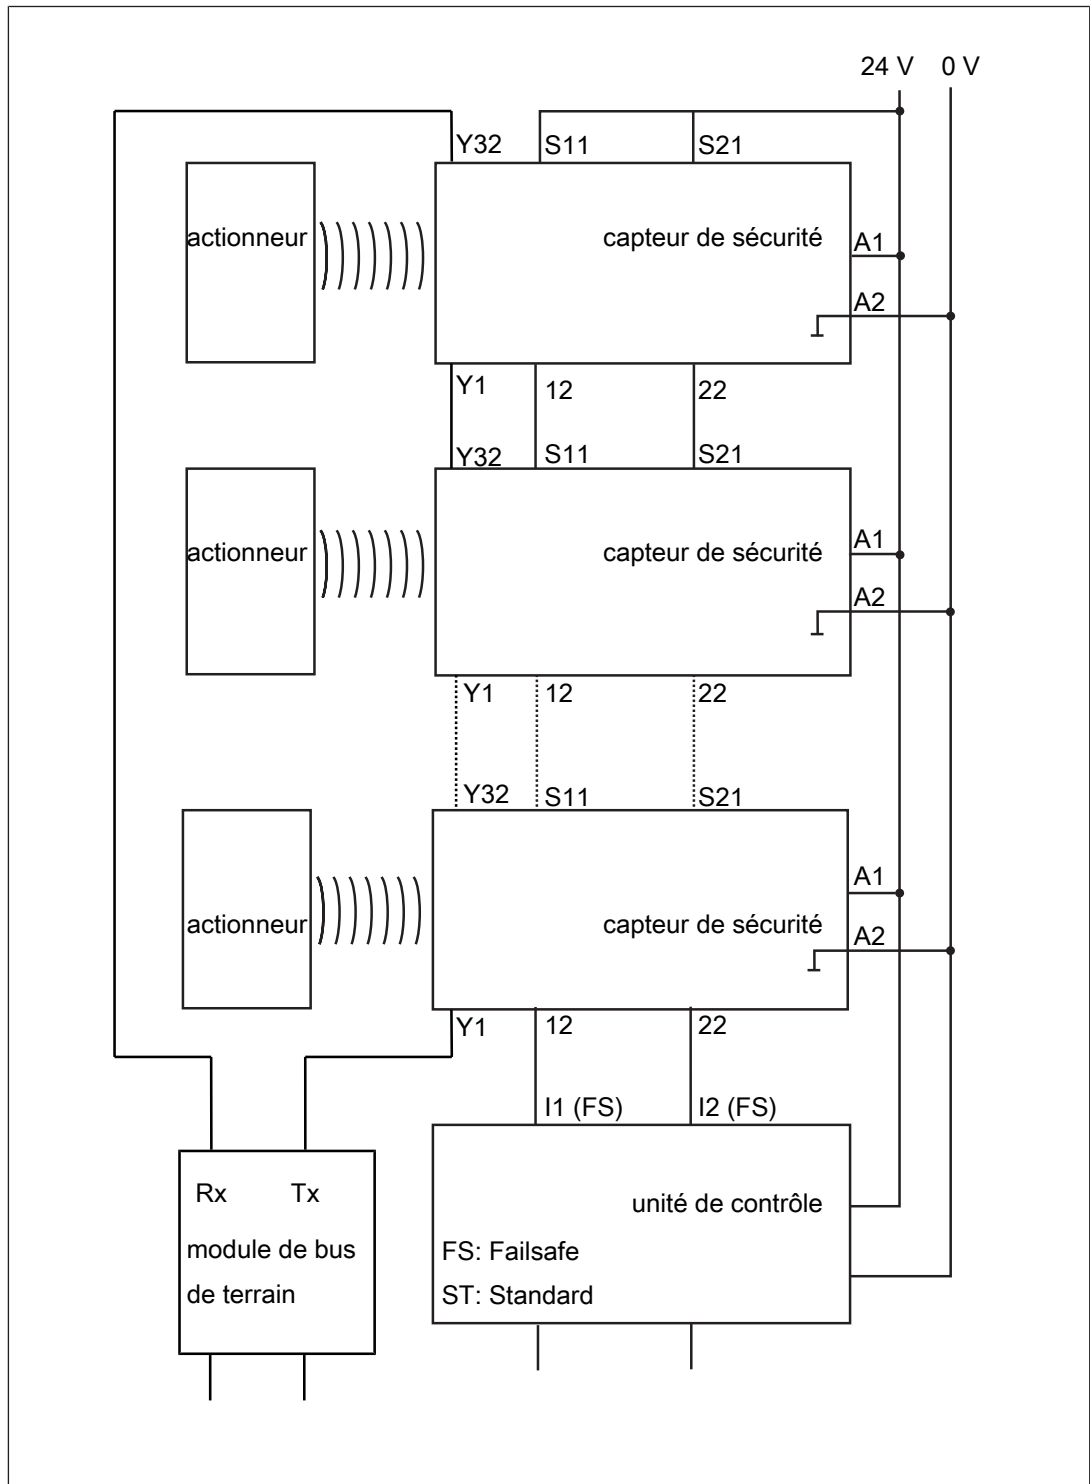 24 V 0 V
Y32 S11 S21
actionneur capteur de sécurité A1
A2
Y1 12 22
Y32 S11 S21
actionneur capteur de sécurité A1
A2
Y1 12 22
Y32 S11 S21
A1
actionneur capteur de sécurité
A2
Y1 12 22
I1 (FS) I2 (FS)
Rx Tx unité de contrôle
module de bus FS: Failsafe
de terrain ST: Standard